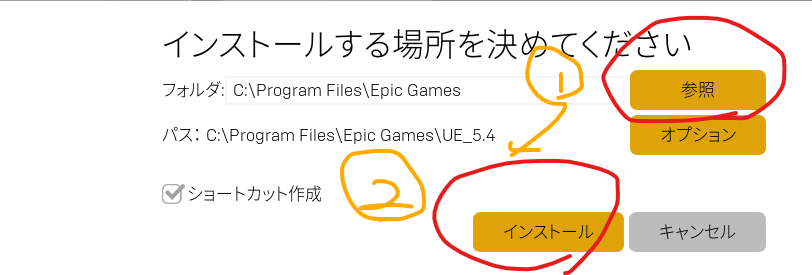 インストールする場所を決めてください
フォルダ: C:\Program Files\Epic Games 1 参照
パス: C:\Program Files\Epic Games\UE_5.4 オプション
2
ショートカット作成
インストール キャンセル